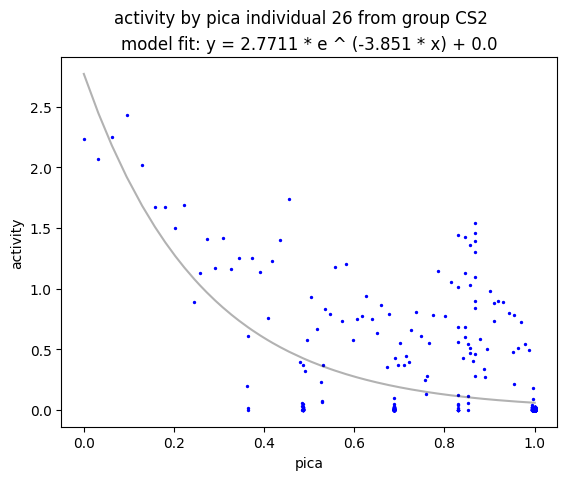 activity by pica individual 26 from group CS2
model fit: y = 2.7711 * e ^ (-3.851 * x) + 0.0
2.5
2.0
1.5
1.0
0.5
0.0
activity
0.0 0.2 0.4 0.6 0.8 1.0
pica